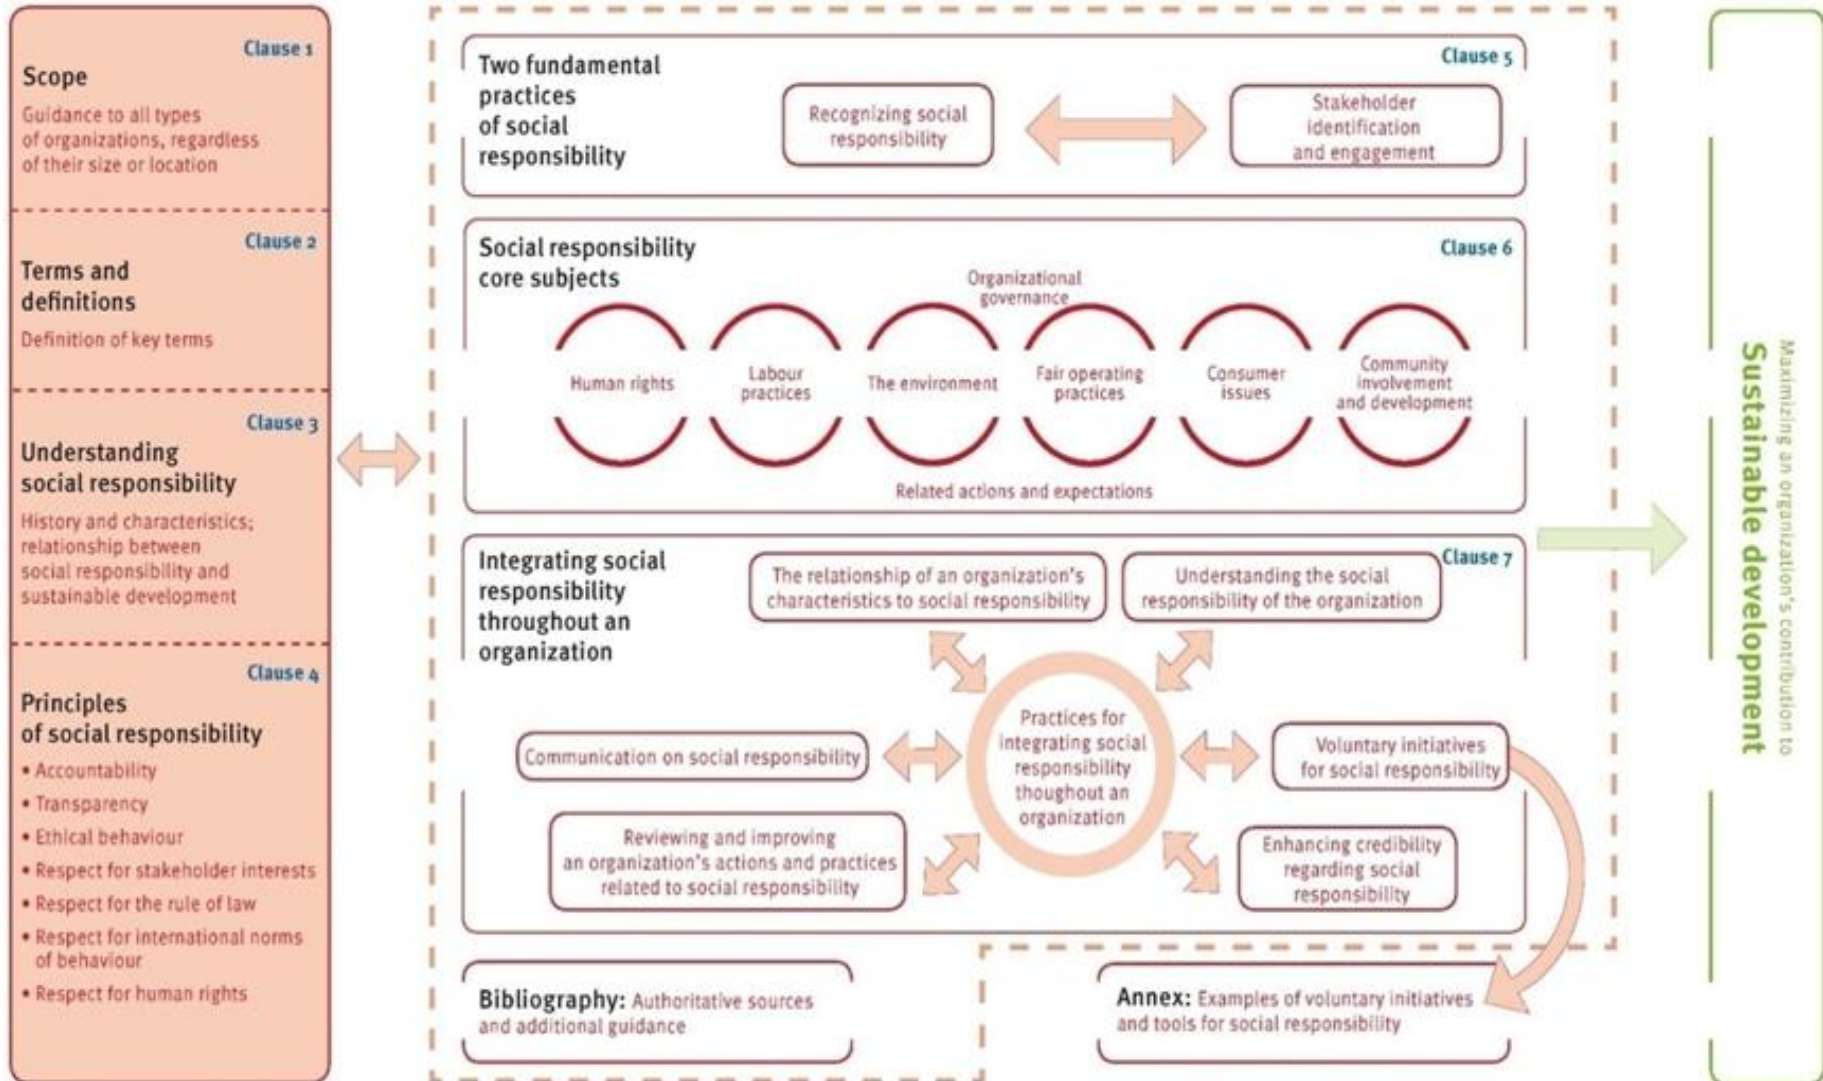 Clause 1
Scope
Guidance to all types
of organizations, regardless
of their size or location
Clause 2
Terms and
definitions
Definition of key terms
Clause 3
Understanding
social responsibility
History and characteristics;
relationship between
social responsibility and
sustainable development
Clause 4
Principles
of social responsibility
• Accountability
• Transparency
• Ethical behaviour
• Respect for stakeholder interests
• Respect for the rule of law
• Respect for international norms
of behaviour
• Respect for human rights
Two fundamental
practices
of social
responsibility
Clause 5
Recognizing social
responsibility
Stakeholder
identification
and engagement
Social responsibility
core subjects
Clause 6
Organizational
governance
Human rights
Labour
practices
The environment
Fair operating
practices
Consumer
issues
Community
involvement
and development
Related actions and expectations
Integrating social
responsibility
throughout an
organization
Clause 7
The relationship of an organization's
characteristics to social responsibility
Understanding the social
responsibility of the organization
Practices for
integrating social
responsibility
thoughout an
organization
Communication on social responsibility
Voluntary initiatives
for social responsibility
Reviewing and improving
an organization's actions and practices
related to social responsibility
Enhancing credibility
regarding social
responsibility
Bibliography: Authoritative sources
and additional guidance
Annex: Examples of voluntary initiatives
and tools for social responsibility
Maximizing an organization's contribution to
Sustainable development